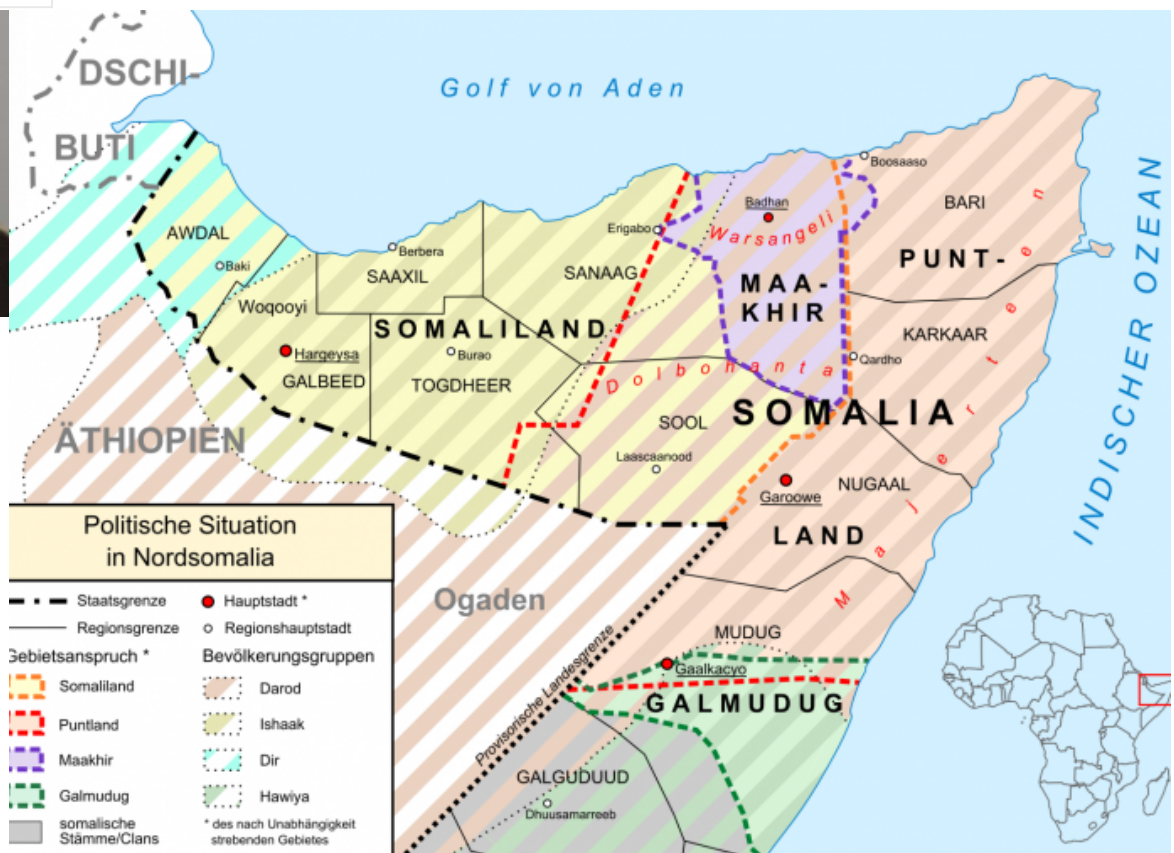 DSCHI-
BUTI
Golf von Aden
INDISCHER OZEAN
AWDAL
Baki
Woqooyi
Hargeysa
GALBEED
Berbera
SAAXIL
SOMALILAND
Burao
TOGDHEER
Erigabo
SANAAG
Badhan
Warsangeli
MAA-
KHIR
Boosaaso
BARI
PUNT-
KARKAAR
Qardho
Dolbohanta
SOMALIA
SOOL
Laascaanood
Majerteen
Garoowe
NUGAAL
LAND
ÄTHIOPIEN
Ogaden
MUDUG
Gaalkacyo
GALMUDUG
Provisorische Landesgrenze
GALGUDUUD
Dhuusamarreeb
Politische Situation
in Nordsomalia
Staatsgrenze
Hauptstadt *
Regionsgrenze
Regionshauptstadt
Gebietsanspruch *
Bevölkerungsgruppen
Somaliland
Darod
Puntland
Ishaak
Maakhir
Dir
Galmudug
Hawiya
somalische
Stämme/Clans
* des nach Unabhängigkeit
strebenden Gebietes